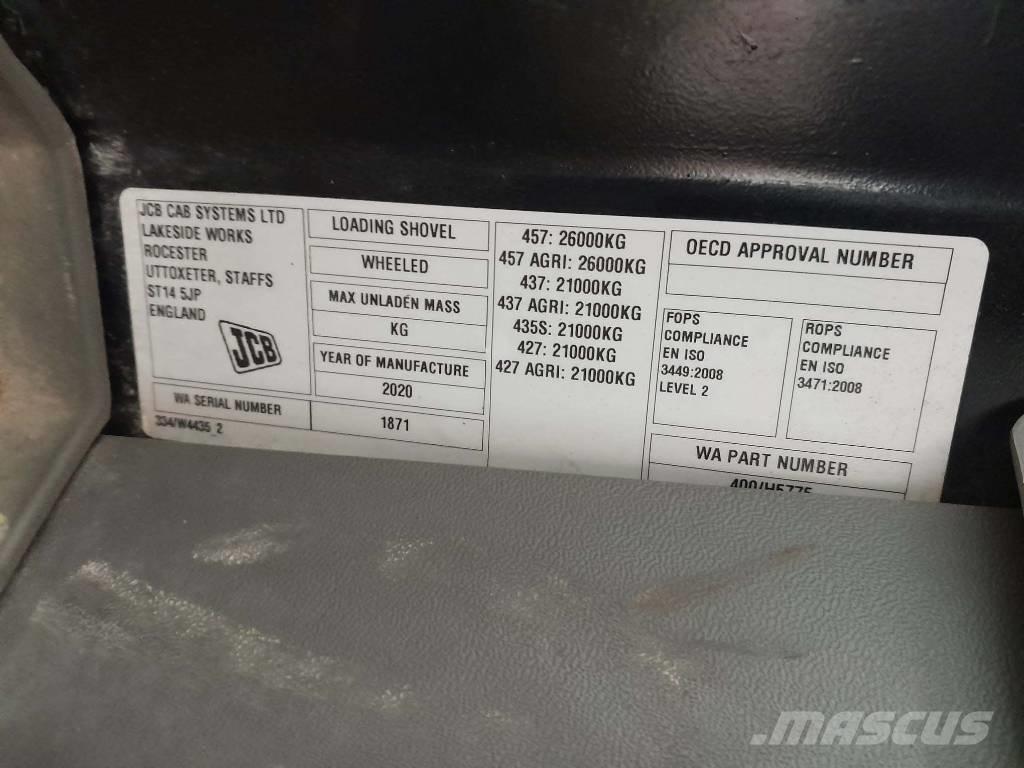 JCB CAB SYSTEMS LTD
LAKESIDE WORKS
ROCESTER
UTTOXETER, STAFFS
ST14 5JP
ENGLAND
JCB
WA SERIAL NUMBER
334/W4435_2
LOADING SHOVEL
WHEELED
MAX UNLADEN MASS
KG
YEAR OF MANUFACTURE
2020
1871
457: 26000KG
457 AGRI: 26000KG
437: 21000KG
437 AGRI: 21000KG
435S: 21000KG
427: 21000KG
427 AGRI: 21000KG
OECD APPROVAL NUMBER
FOPS
COMPLIANCE
EN ISO
3449:2008
LEVEL 2
ROPS
COMPLIANCE
EN ISO
3471:2008
WA PART NUMBER
400/H5775
MASCUS